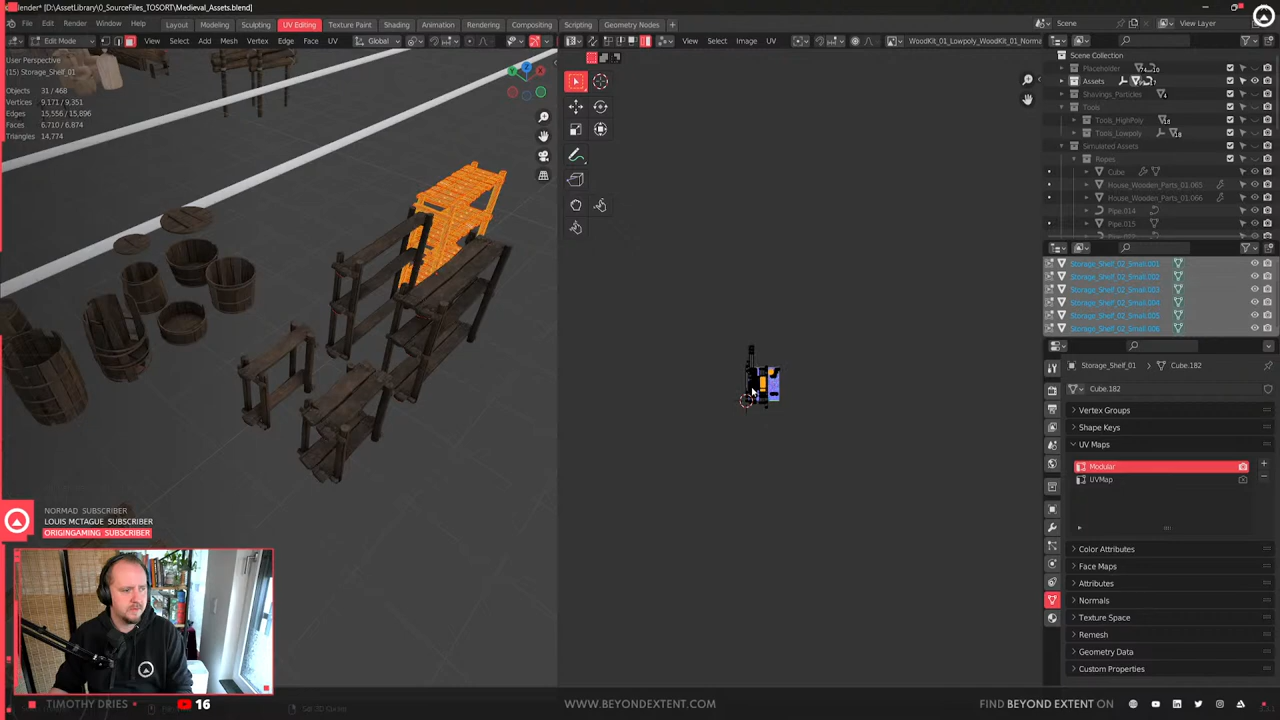 ender* [D:\AssetLibrary\0_SourceFiles_TOSORT\Medieval_Assets.blend]
File Edit Render Window Help
Layout Modeling Sculpting UV Editing Texture Paint Shading Animation Rendering Compositing Scripting Geometry Nodes +
Scene
View Layer
Edit Mode
View Select Add Mesh Vertex Edge Face UV
Global
View Select Image UV
WoodKit_01_Lowpoly_WoodKit_01_Norma
User Perspective
(15) Storage_Shelf_01
Objects 31 / 468
Vertices 9,171 / 9,351
Edges 15,556 / 15,896
Faces 6,710 / 6,874
Triangles 14,774
Scene Collection
Placeholder
Assets
Shavings_Particles
Tools
Tools_HighPoly
Tools_Lowpoly
Simulated Assets
Ropes
Cube
House_Wooden_Parts_01.065
House_Wooden_Parts_01.066
Pipe.014
Pipe.015
Storage_Shelf_02_Small.001
Storage_Shelf_02_Small.002
Storage_Shelf_02_Small.003
Storage_Shelf_02_Small.004
Storage_Shelf_02_Small.005
Storage_Shelf_02_Small.006
Storage_Shelf_01 Cube.182
Cube.182
Vertex Groups
Shape Keys
UV Maps
Modular
UVMap
Color Attributes
Face Maps
Attributes
Normals
Texture Space
Remesh
Geometry Data
Custom Properties
NORMAD SUBSCRIBER
LOUIS MCTAGUE SUBSCRIBER
ORIGINGAMING SUBSCRIBER
TIMOTHY DRIES
16
WWW.BEYONDEXTENT.COM
FIND BEYOND EXTENT ON